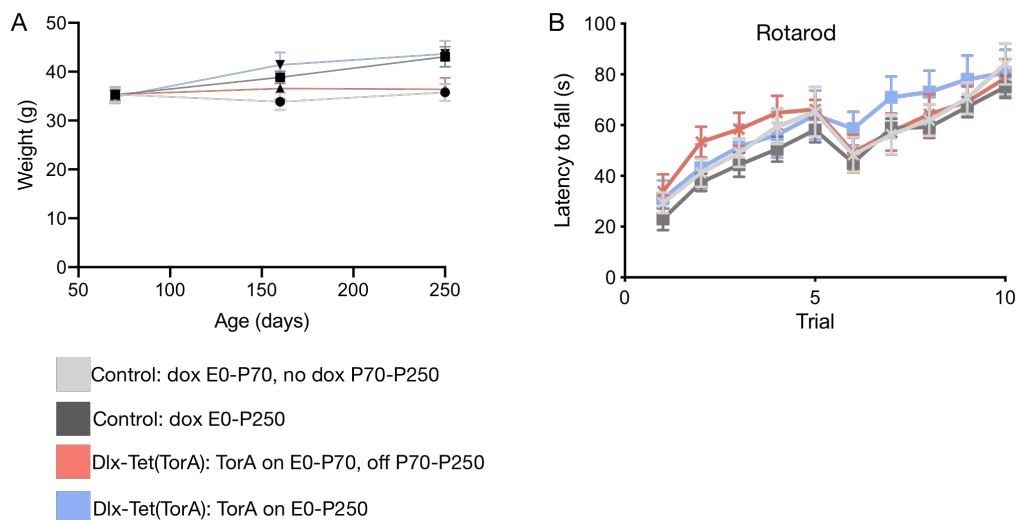 A
50
40
30
20
10
0
Weight (g)
50
100
150
200
250
Age (days)
B
Rotarod
100
80
60
40
20
0
Latency to fall (s)
0
5
10
Trial
Control: dox E0-P70, no dox P70-P250
Control: dox E0-P250
Dlx-Tet(TorA): TorA on E0-P70, off P70-P250
Dlx-Tet(TorA): TorA on E0-P250